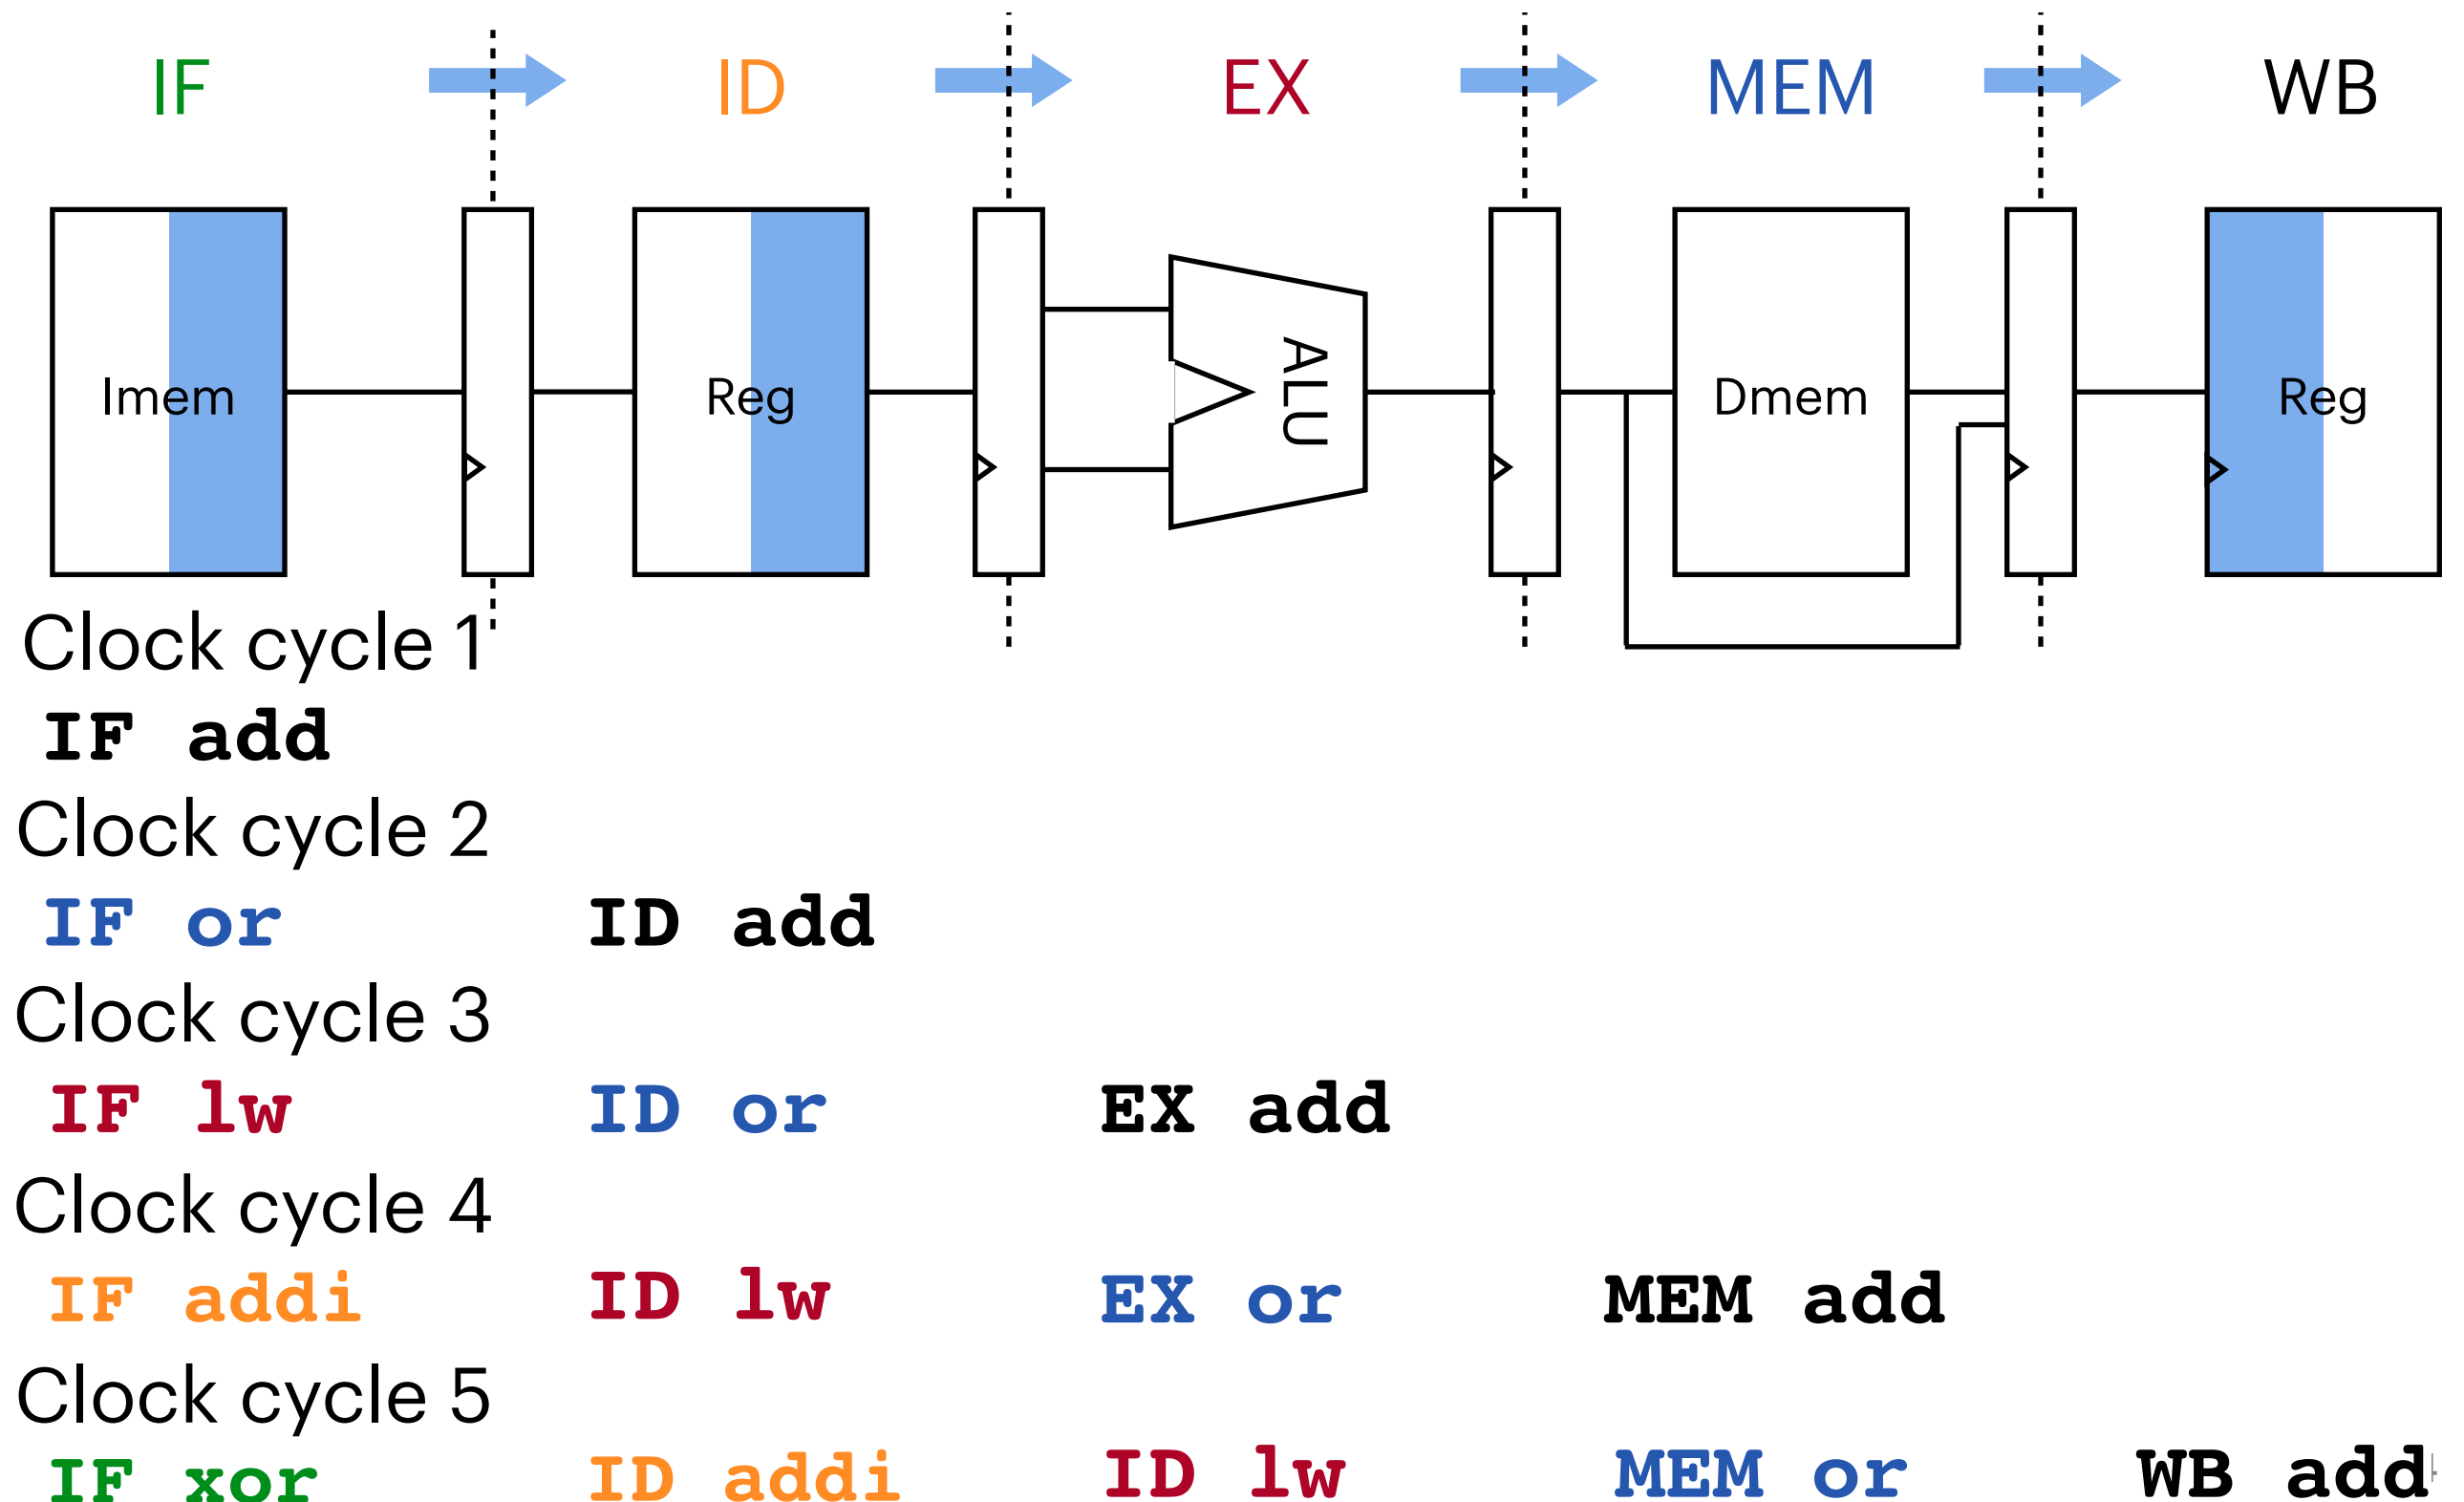 IF ID EX MEM WB
Imem Reg ALU Dmem Reg
Clock cycle 1
IF add
Clock cycle 2
IF or ID add
Clock cycle 3
IF lw ID or EX add
Clock cycle 4
IF addi ID lw EX or MEM add
Clock cycle 5
IF xor ID addi ID lw MEM or WB add